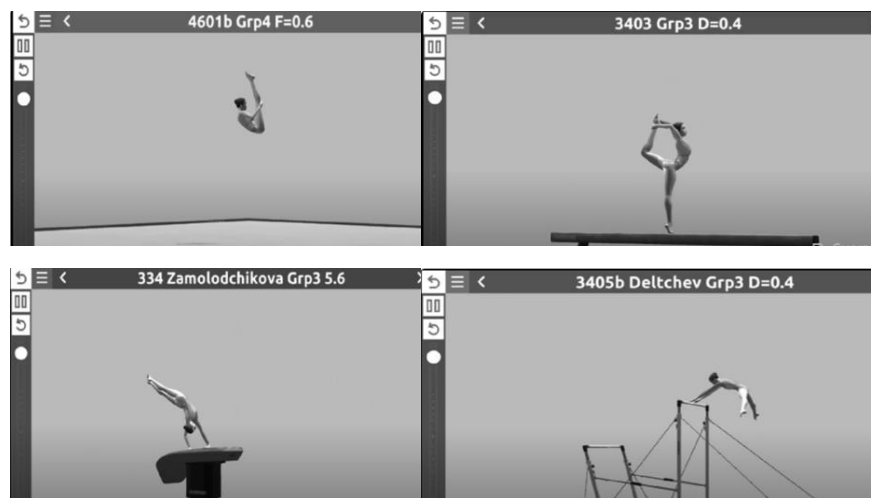 4601b Grp4 F=0.6
3403 Grp3 D=0.4
334 Zamolodchikova Grp3 5.6
3405b Deltchev Grp3 D=0.4